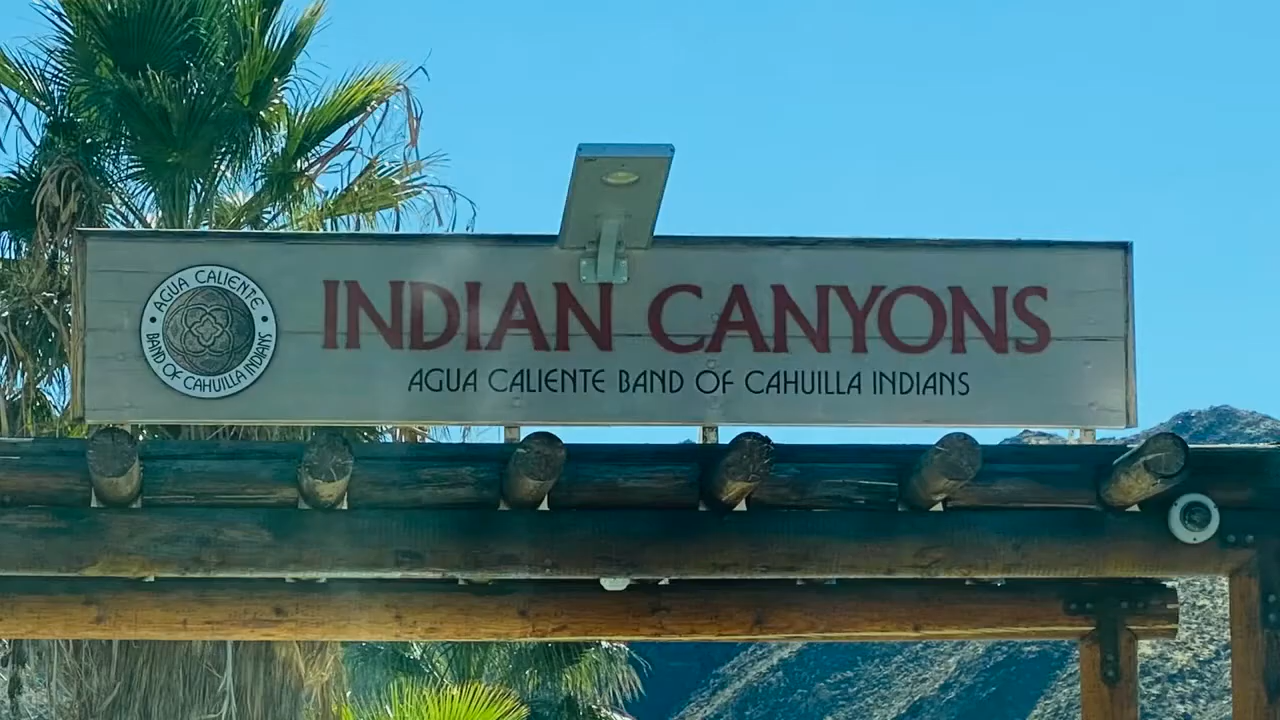 AGUA CALIENTE
BAND OF CAHUILLA INDIANS
INDIAN CANYONS
AGUA CALIENTE BAND OF CAHUILLA INDIANS